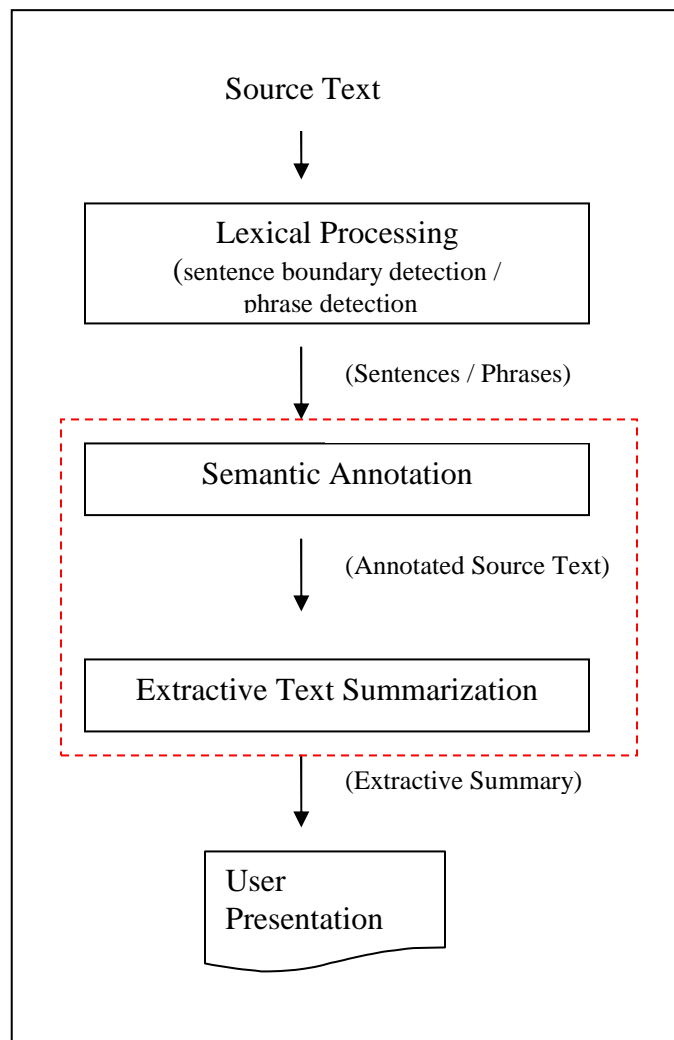 Source Text
Lexical Processing
(sentence boundary detection /
phrase detection
(Sentences / Phrases)
Semantic Annotation
(Annotated Source Text)
Extractive Text Summarization
(Extractive Summary)
User
Presentation